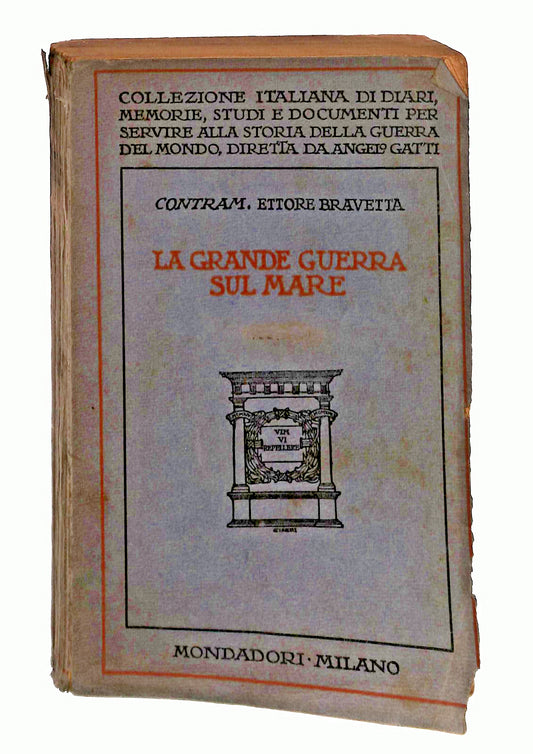 COLLEZIONE ITALIANA DI DIARI,
MEMORIE, STUDI E DOCUMENTI PER
SERVIRE ALLA STORIA DELLA GUERRA
DEL MONDO, DIRETTA DA ANGELO GATTI
CONTRAM. ETTORE BRAVETTA
LA GRANDE GUERRA
SUL MARE
VIM
VI
REPELLERE
MONDADORI · MILANO